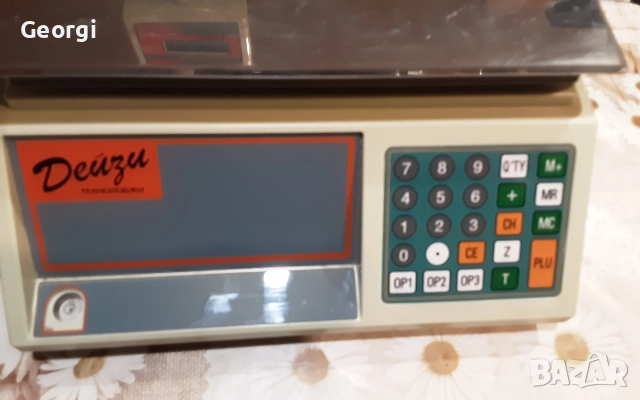 Georgi
Дейзи
ТЕХНОЛОДЖИ
7 8 9 Q'TY M+
4 5 6 + MR
1 2 3 CH MC
0 • CE Z PLU
OP1 OP2 OP3 T
BAZAR